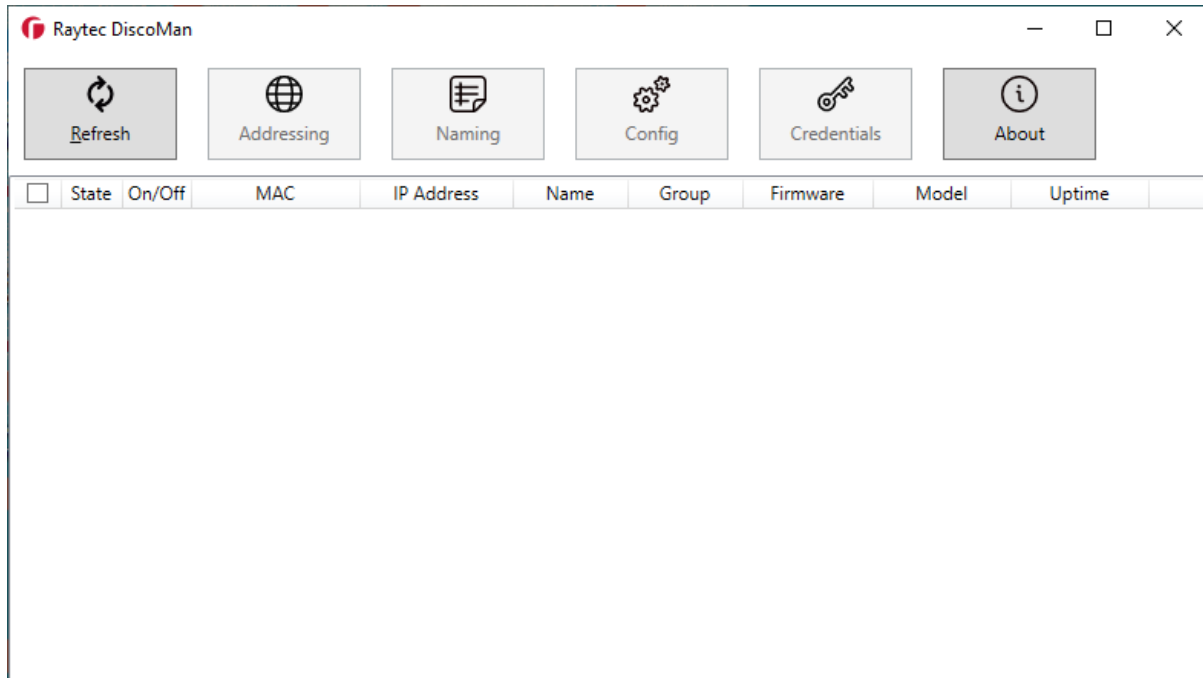 Raytec DiscoMan
Refresh Addressing Naming Config Credentials About
State On/Off MAC IP Address Name Group Firmware Model Uptime